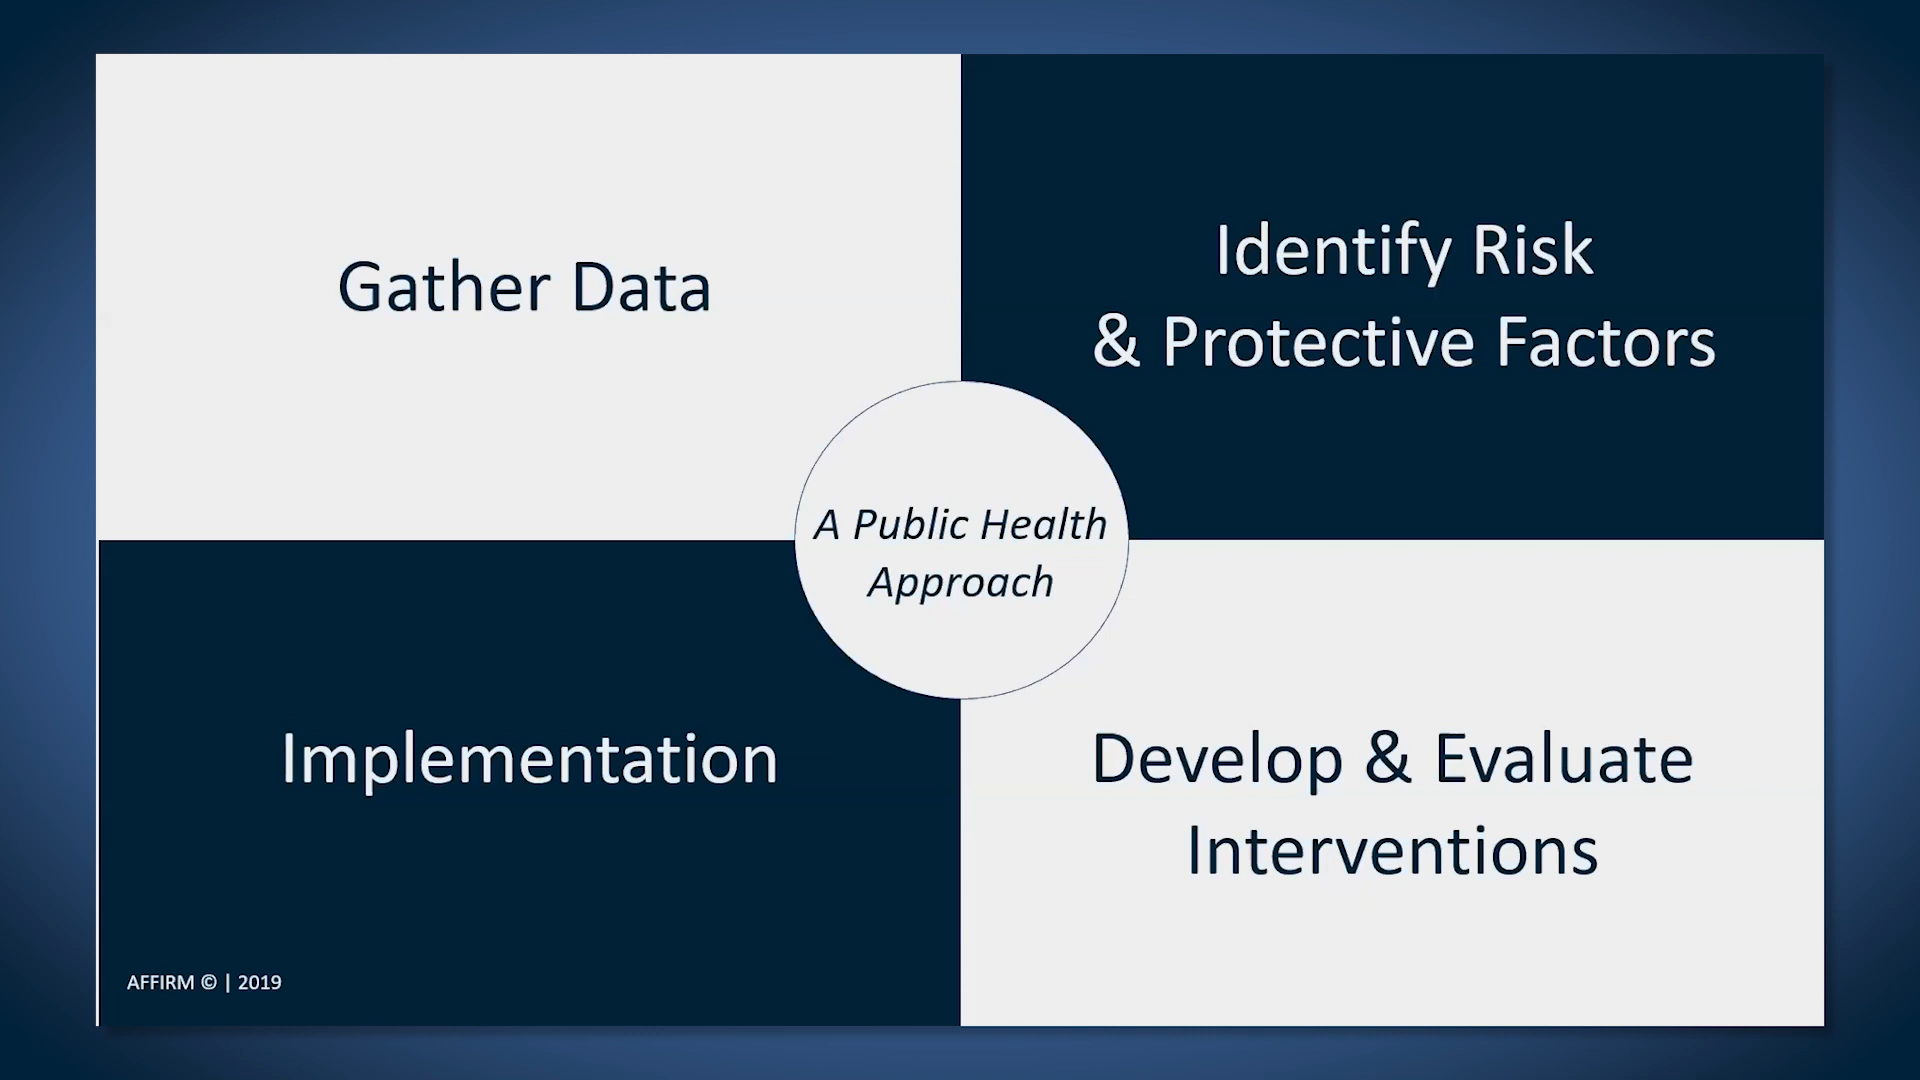 Gather Data
Identify Risk
& Protective Factors
A Public Health
Approach
Implementation
Develop & Evaluate
Interventions
AFFIRM © | 2019